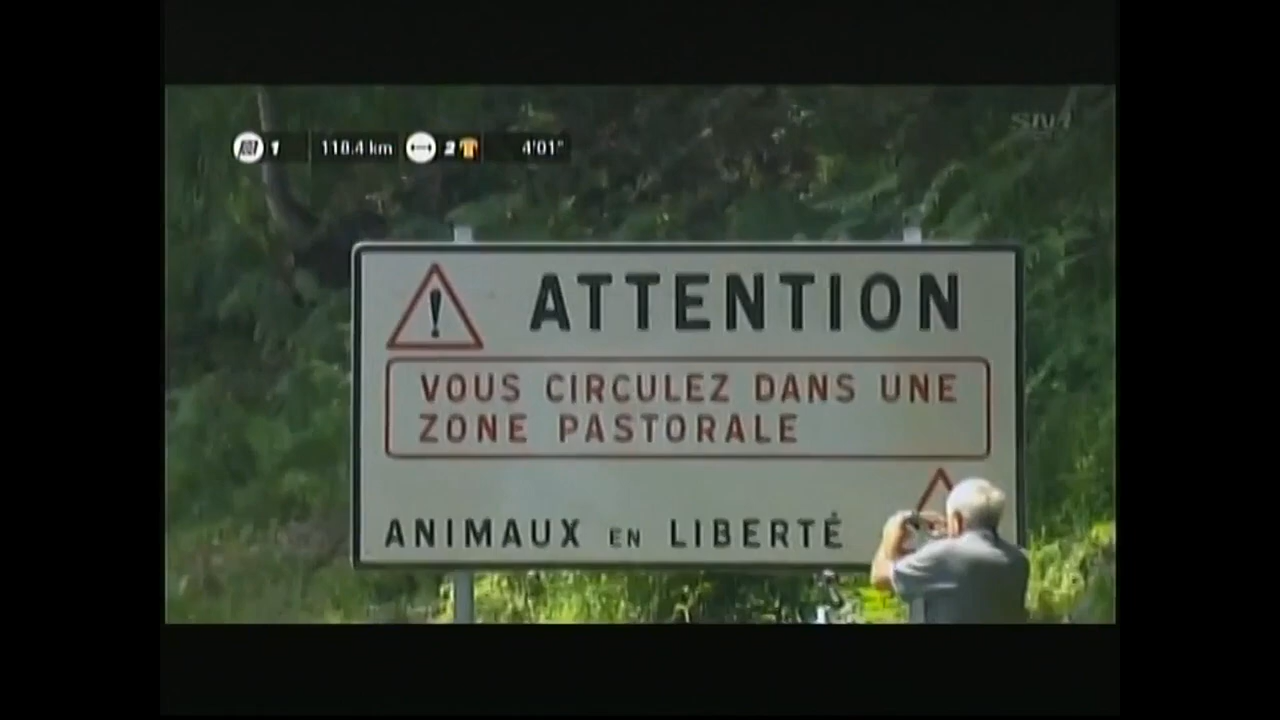 1 118.4 km 2 4'01"
ATTENTION
VOUS CIRCULEZ DANS UNE
ZONE PASTORALE
ANIMAUX EN LIBERTÉ